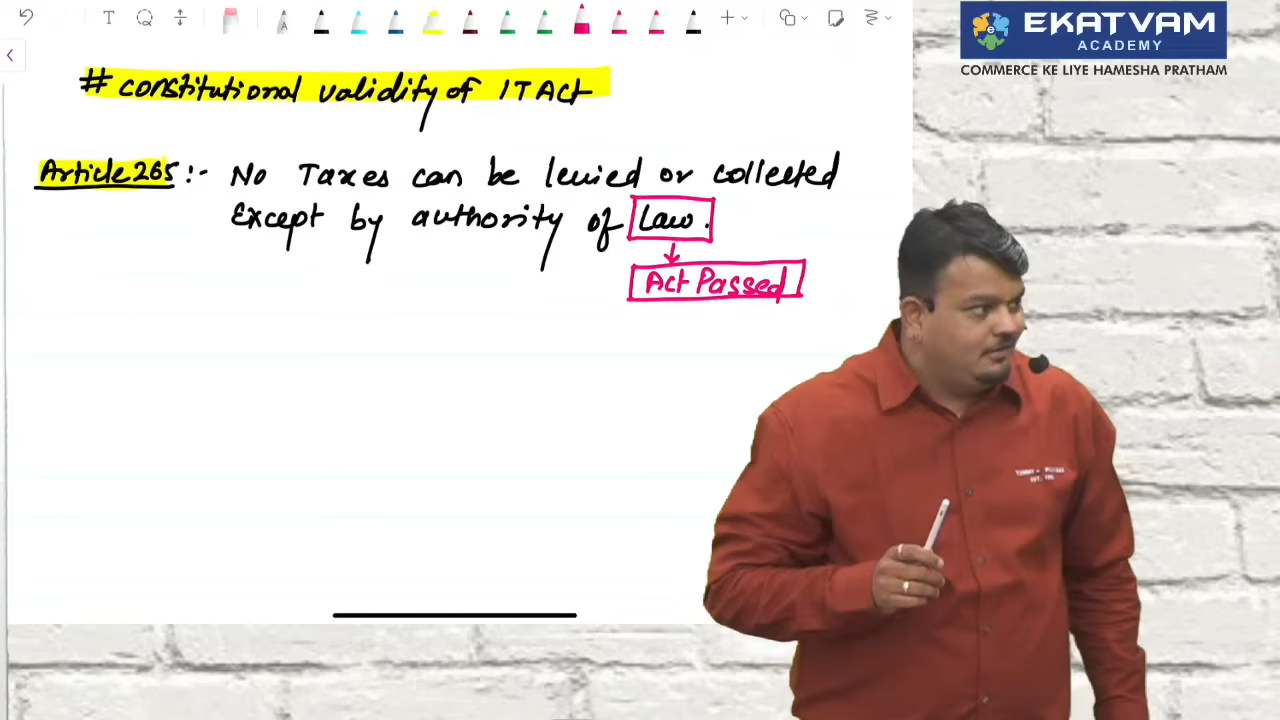 EKATVAM
ACADEMY
COMMERCE KE LIYE HAMESHA PRATHAM
# constitutional validity of IT Act
Article 265 :- No Taxes can be levied or collected
Except by authority of Law.
Act Passed